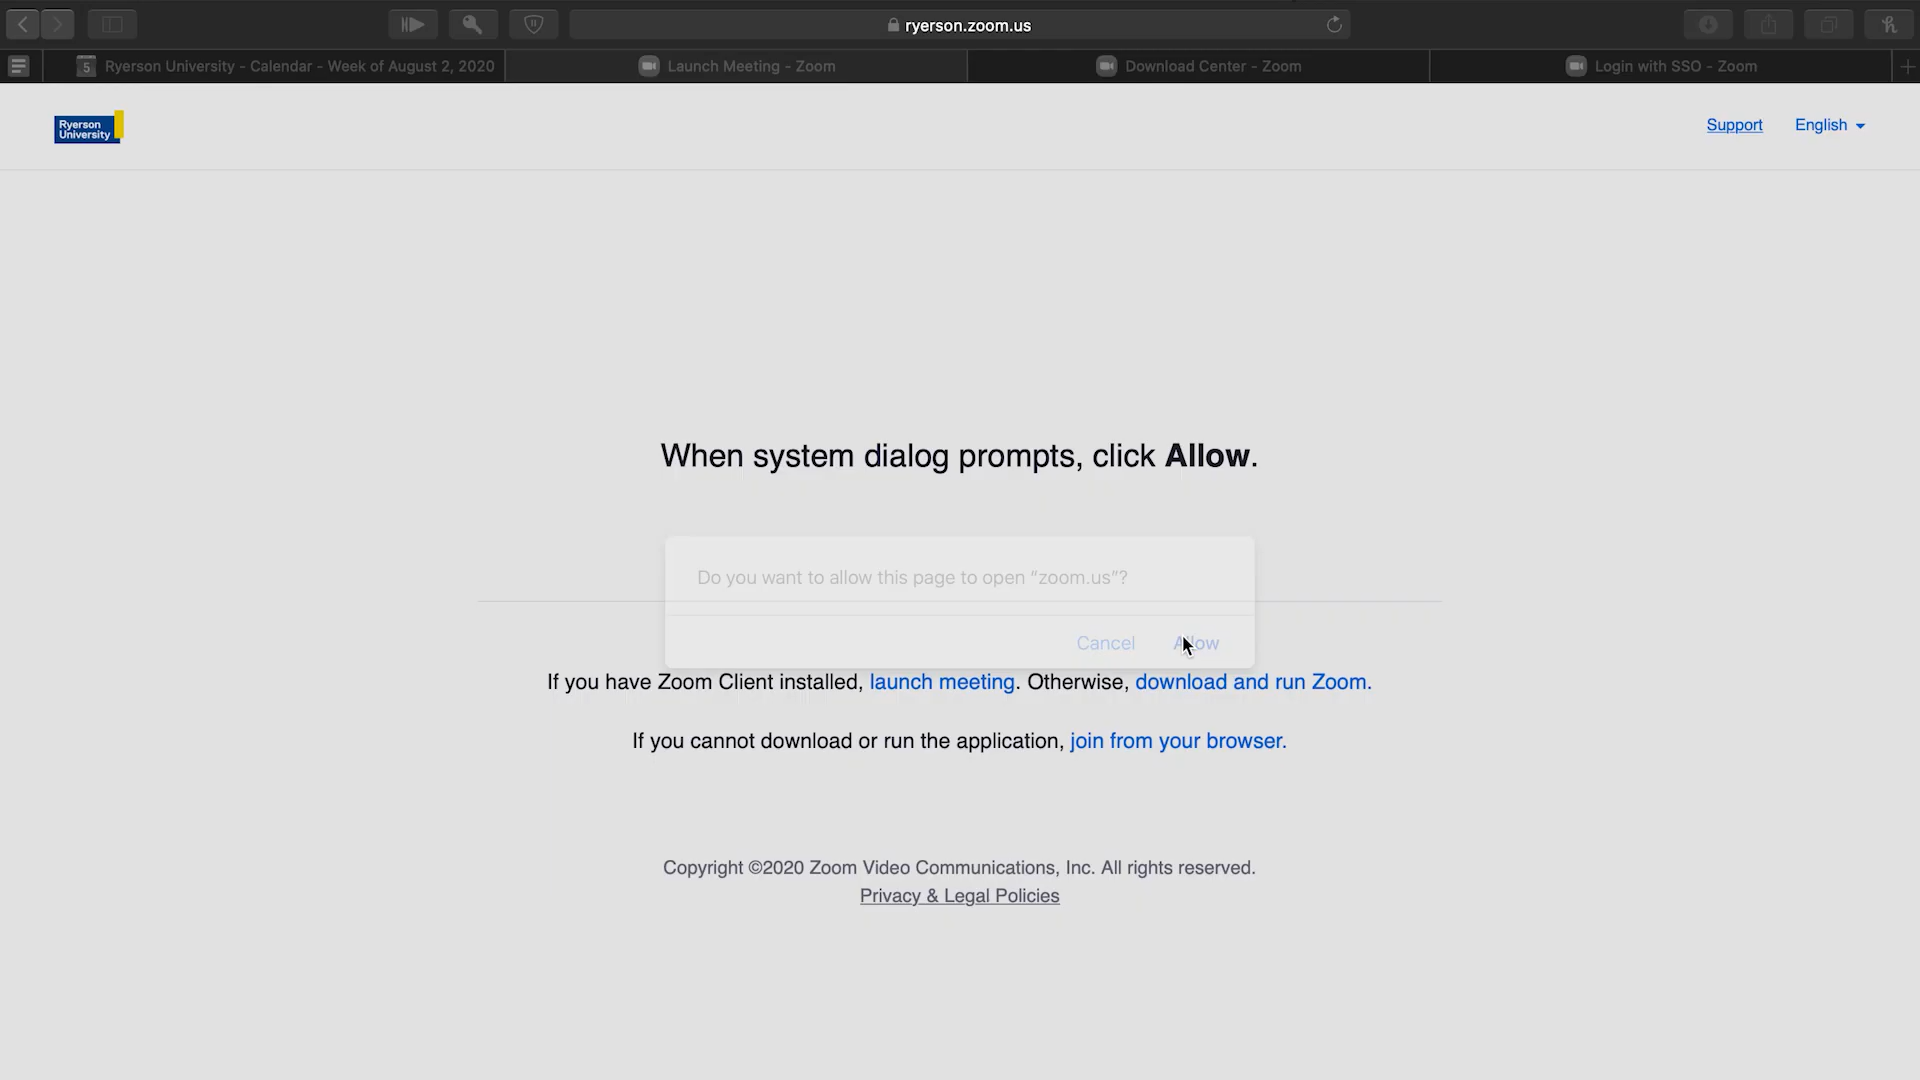 ryerson.zoom.us
5 Ryerson University - Calendar - Week of August 2, 2020
Launch Meeting - Zoom
Download Center - Zoom
Login with SSO - Zoom
Ryerson
University
Support
English
When system dialog prompts, click Allow.
Do you want to allow this page to open “zoom.us”?
Cancel
Allow
If you have Zoom Client installed, launch meeting. Otherwise, download and run Zoom.
If you cannot download or run the application, join from your browser.
Copyright ©2020 Zoom Video Communications, Inc. All rights reserved.
Privacy & Legal Policies